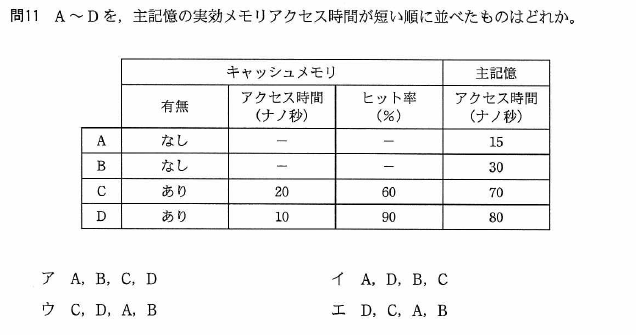 問11 A～Dを，主記憶の実効メモリアクセス時間が短い順に並べたものはどれか。
キャッシュメモリ 主記憶
有無 アクセス時間（ナノ秒） ヒット率（％） アクセス時間（ナノ秒）
A なし － － 15
B なし － － 30
C あり 20 60 70
D あり 10 90 80
ア A，B，C，D イ A，D，B，C
ウ C，D，A，B エ D，C，A，B